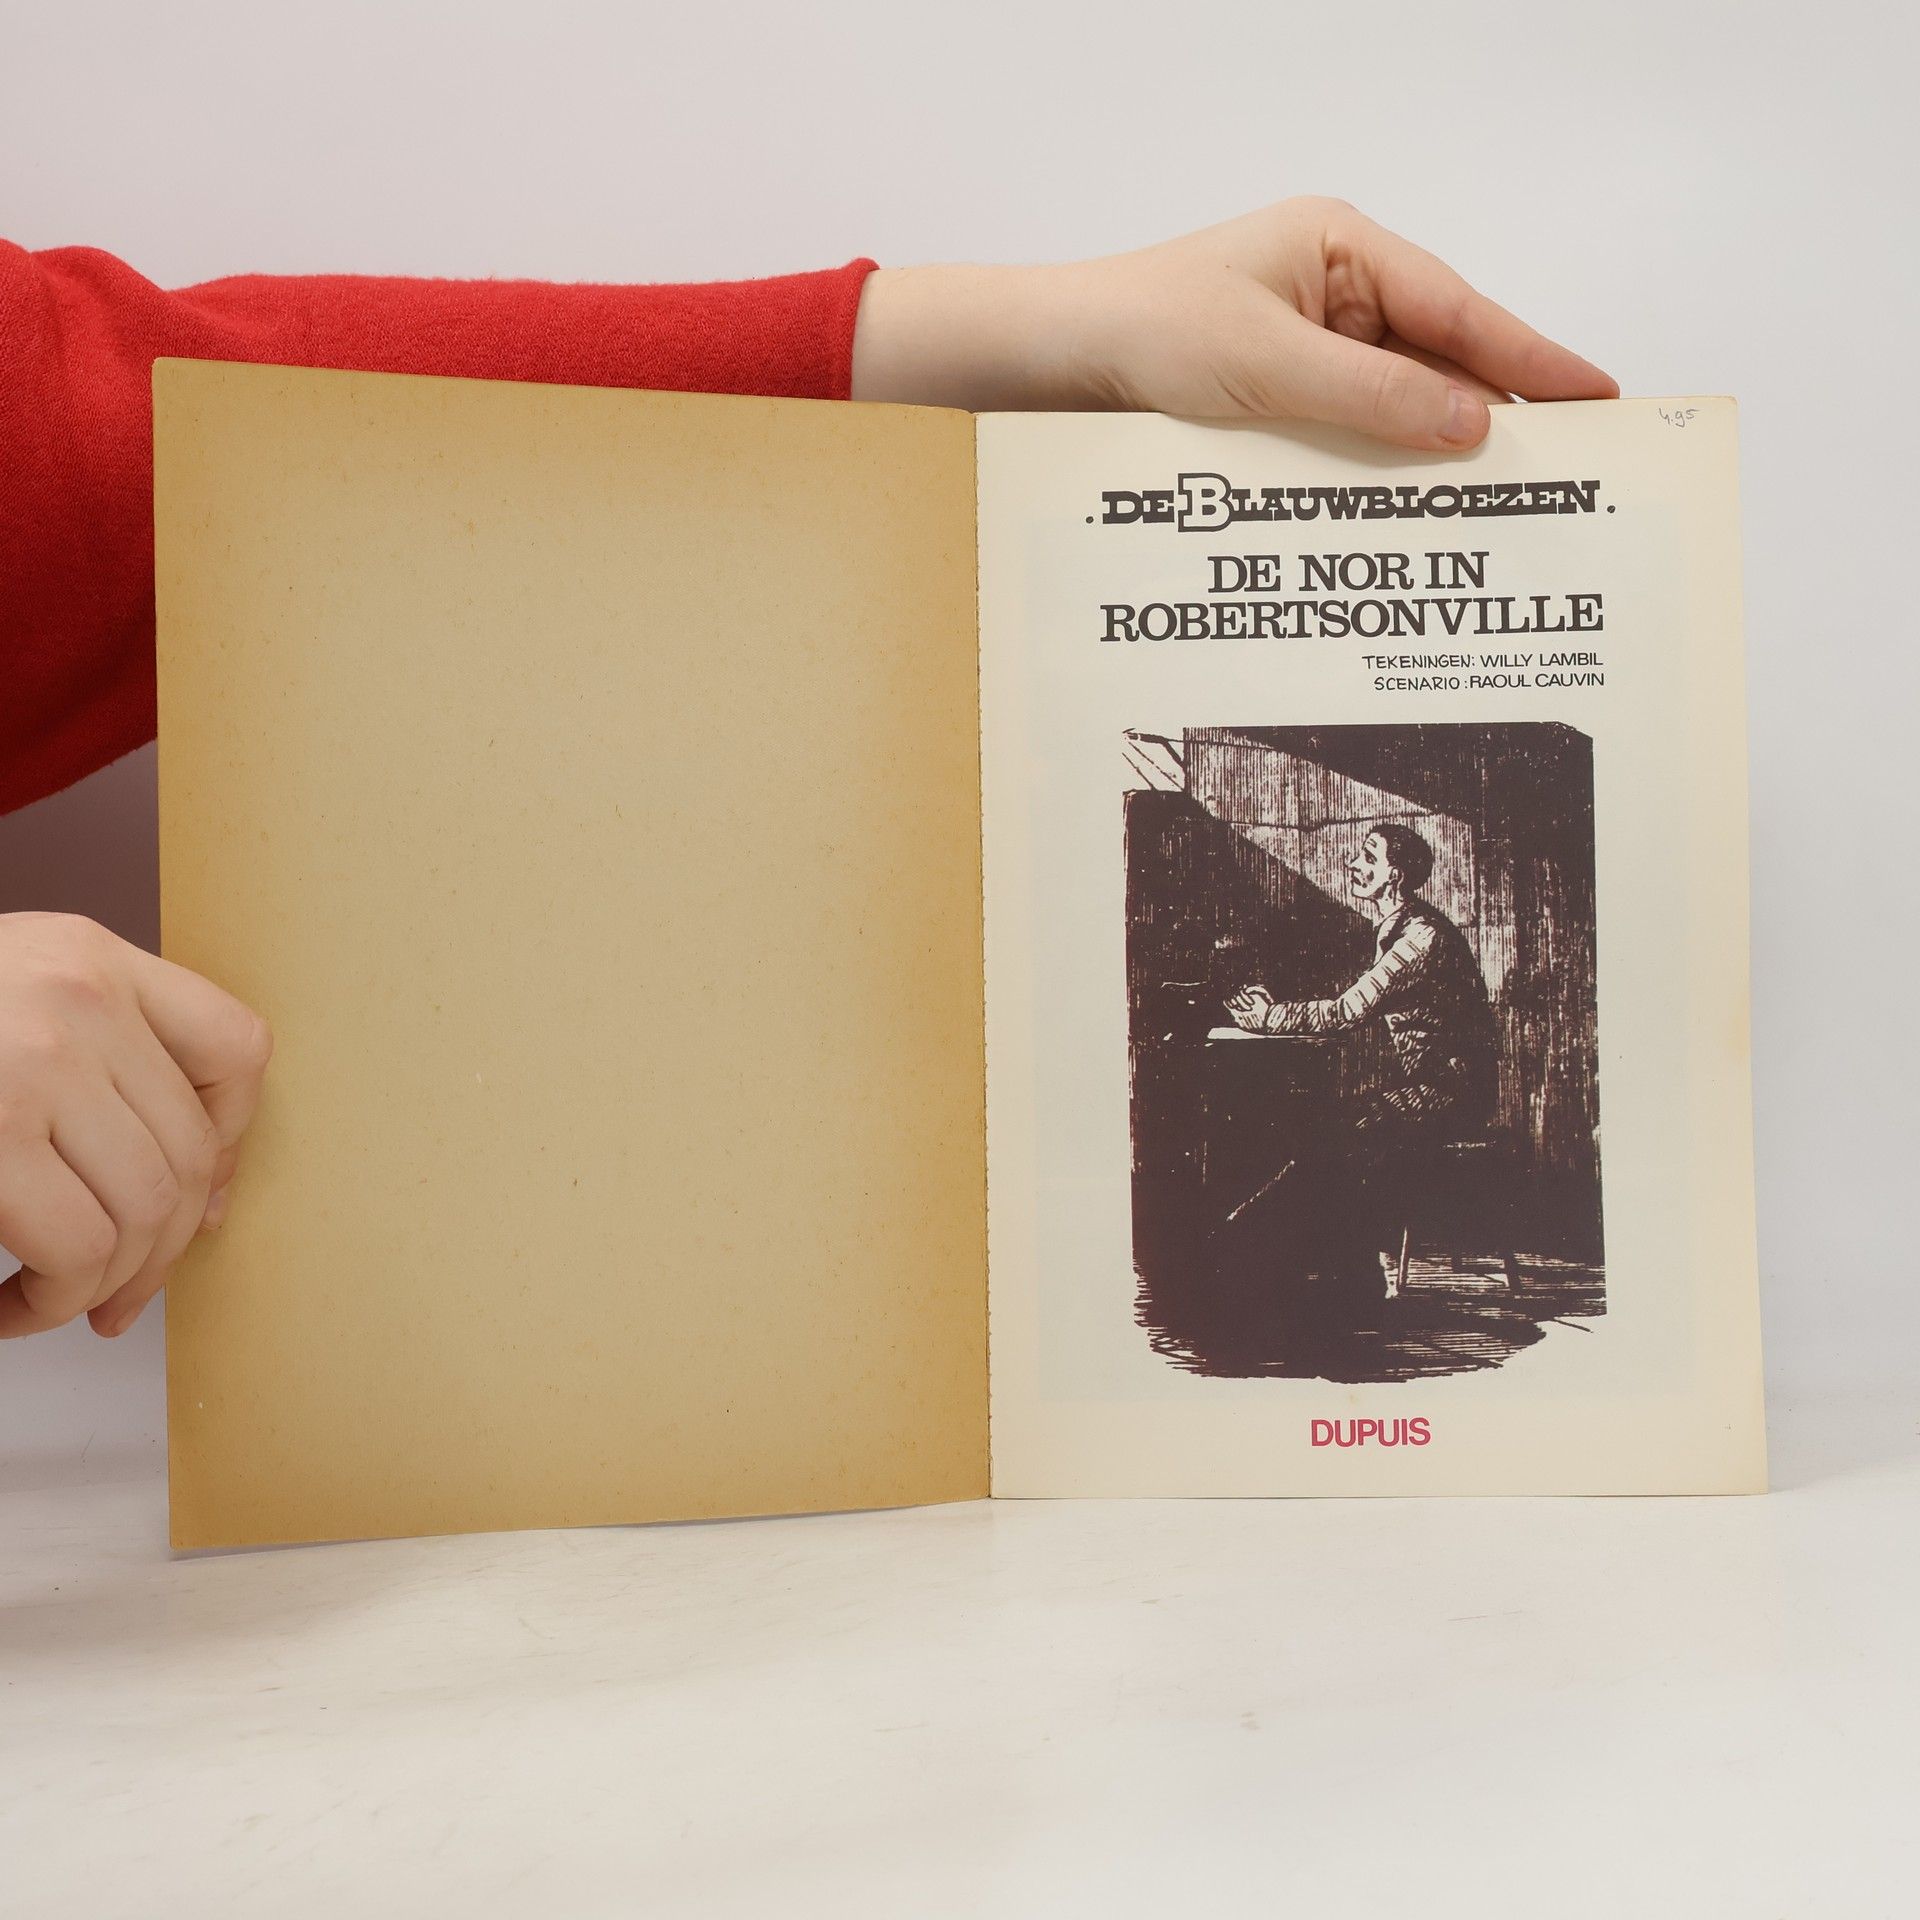 4.95
. DE BLAUWBLOEZEN .
DE NOR IN
ROBERTSONVILLE
TEKENINGEN: WILLY LAMBIL
SCENARIO: RAOUL CAUVIN
DUPUIS